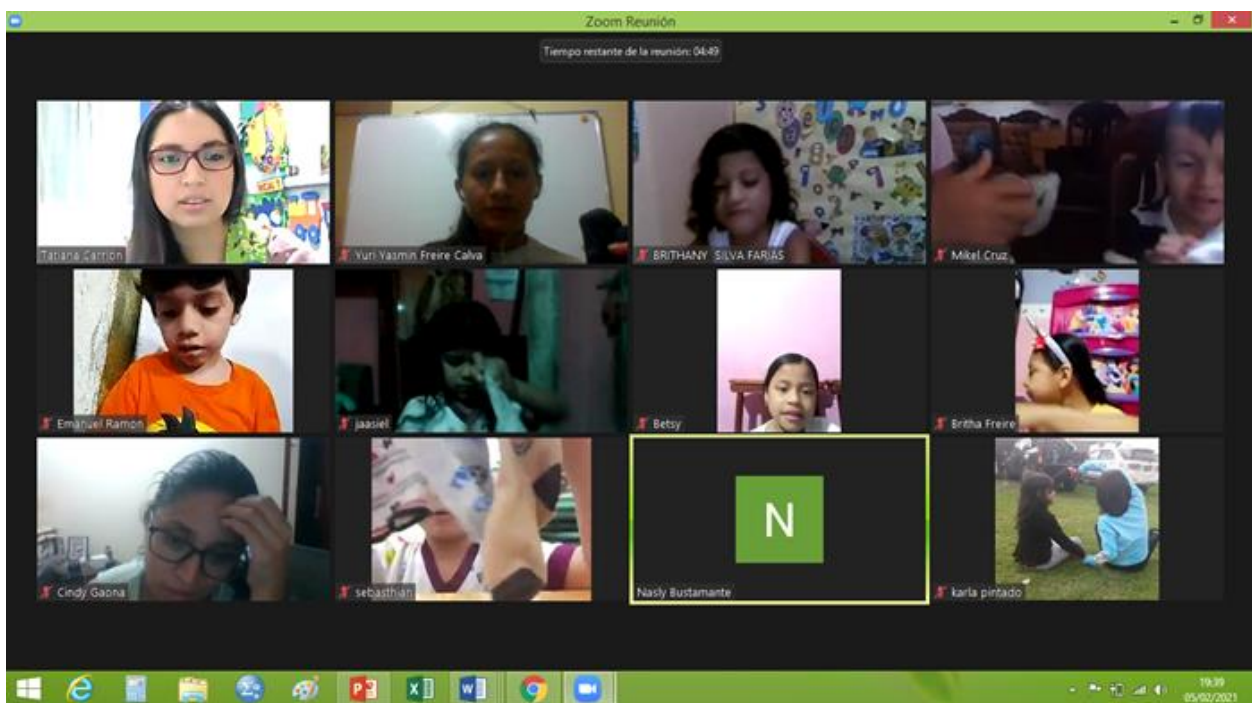 Zoom Reunión
Tiempo restante de la reunión: 04:49
Tatiana Carrion
Yuri Yasmin Freire Calva
BRITHANY SILVA FARIAS
Mikel Cruz
Emanuel Ramon
jaasiel
Betsy
Britha Freire
Cindy Gaona
sebasthian
N
Nasly Bustamante
karla pintado
19:39
05/02/2021